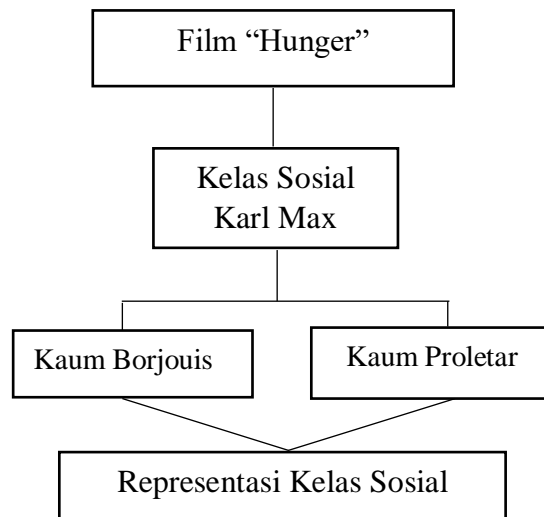 Film “Hunger”
Kelas Sosial
Karl Max
Kaum Borjouis
Kaum Proletar
Representasi Kelas Sosial